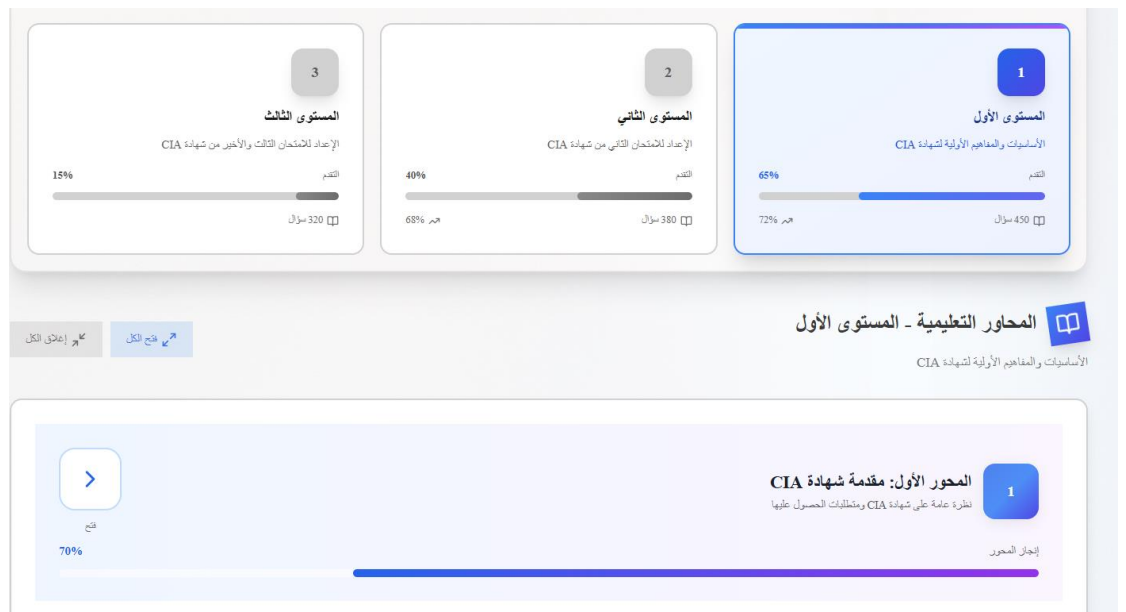 1
المستوى الأول
الأساسيات والمفاهيم الأولية لشهادة CIA
التقدم 65%
450 سؤال 72%
2
المستوى الثاني
الإعداد للامتحان الثاني من شهادة CIA
التقدم 40%
380 سؤال 68%
3
المستوى الثالث
الإعداد للامتحان الثالث والأخير من شهادة CIA
التقدم 15%
320 سؤال
المحاور التعليمية - المستوى الأول
الأساسيات والمفاهيم الأولية لشهادة CIA
فتح الكل
إغلاق الكل
1
المحور الأول: مقدمة شهادة CIA
نظرة عامة على شهادة CIA ومتطلبات الحصول عليها
فتح
إنجاز المحور 70%